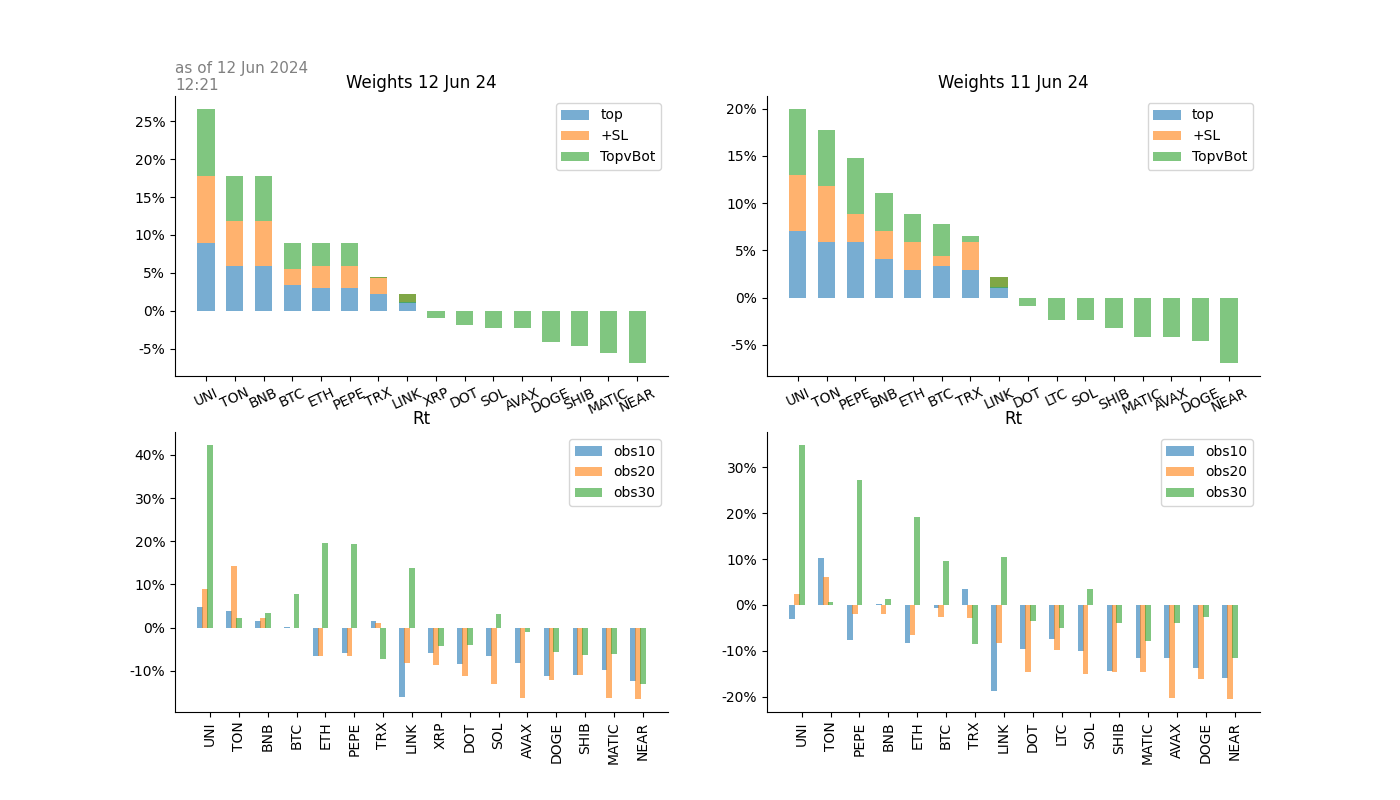 as of 12 Jun 2024
12:21
Weights 12 Jun 24
25%
20%
15%
10%
5%
0%
-5%
top
+SL
TopvBot
UNI TON BNB BTC ETH PEPE TRX LINK XRP DOT SOL AVAX DOGE SHIB MATIC NEAR
Weights 11 Jun 24
20%
15%
10%
5%
0%
-5%
top
+SL
TopvBot
UNI TON PEPE BNB ETH BTC TRX LINK DOT LTC SOL SHIB MATIC AVAX DOGE NEAR
Rt
40%
30%
20%
10%
0%
-10%
obs10
obs20
obs30
UNI TON BNB BTC ETH PEPE TRX LINK XRP DOT SOL AVAX DOGE SHIB MATIC NEAR
Rt
30%
20%
10%
0%
-10%
-20%
obs10
obs20
obs30
UNI TON PEPE BNB ETH BTC TRX LINK DOT LTC SOL SHIB MATIC AVAX DOGE NEAR